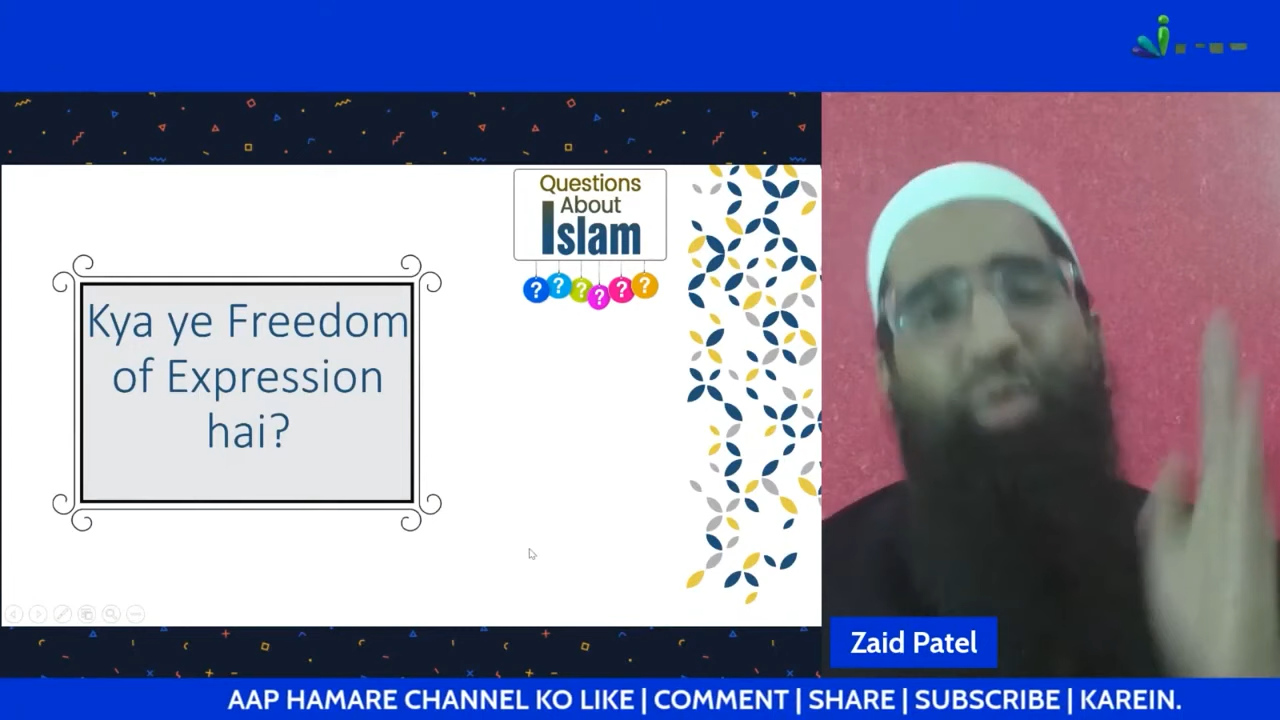 Questions
About
Islam
? ? ? ? ? ?
Kya ye Freedom
of Expression
hai?
Zaid Patel
AAP HAMARE CHANNEL KO LIKE | COMMENT | SHARE | SUBSCRIBE | KAREIN.